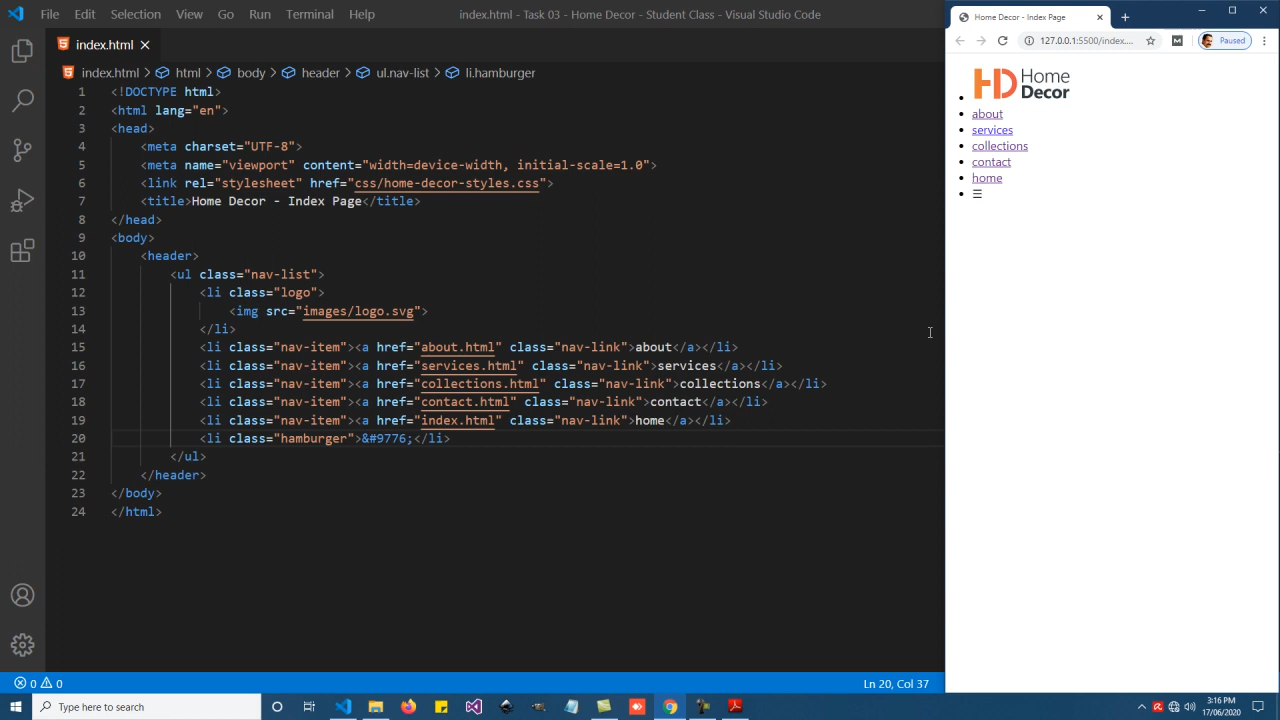 File Edit Selection View Go Run Terminal Help
index.html - Task 03 - Home Decor - Student Class - Visual Studio Code
index.html
index.html > html > body > header > ul.nav-list > li.hamburger
1 <!DOCTYPE html>
2 <html lang="en">
3 <head>
4 <meta charset="UTF-8">
5 <meta name="viewport" content="width=device-width, initial-scale=1.0">
6 <link rel="stylesheet" href="css/home-decor-styles.css">
7 <title>Home Decor - Index Page</title>
8 </head>
9 <body>
10 <header>
11 <ul class="nav-list">
12 <li class="logo">
13 <img src="images/logo.svg">
14 </li>
15 <li class="nav-item"><a href="about.html" class="nav-link">about</a></li>
16 <li class="nav-item"><a href="services.html" class="nav-link">services</a></li>
17 <li class="nav-item"><a href="collections.html" class="nav-link">collections</a></li>
18 <li class="nav-item"><a href="contact.html" class="nav-link">contact</a></li>
19 <li class="nav-item"><a href="index.html" class="nav-link">home</a></li>
20 <li class="hamburger">&#9776;</li>
21 </ul>
22 </header>
23 </body>
24 </html>
0 0
Ln 20, Col 37
Home Decor - Index Page
127.0.0.1:5500/index....
M
Paused
HD Home
Decor
about
services
collections
contact
home
☰
Type here to search
3:16 PM
17/06/2020